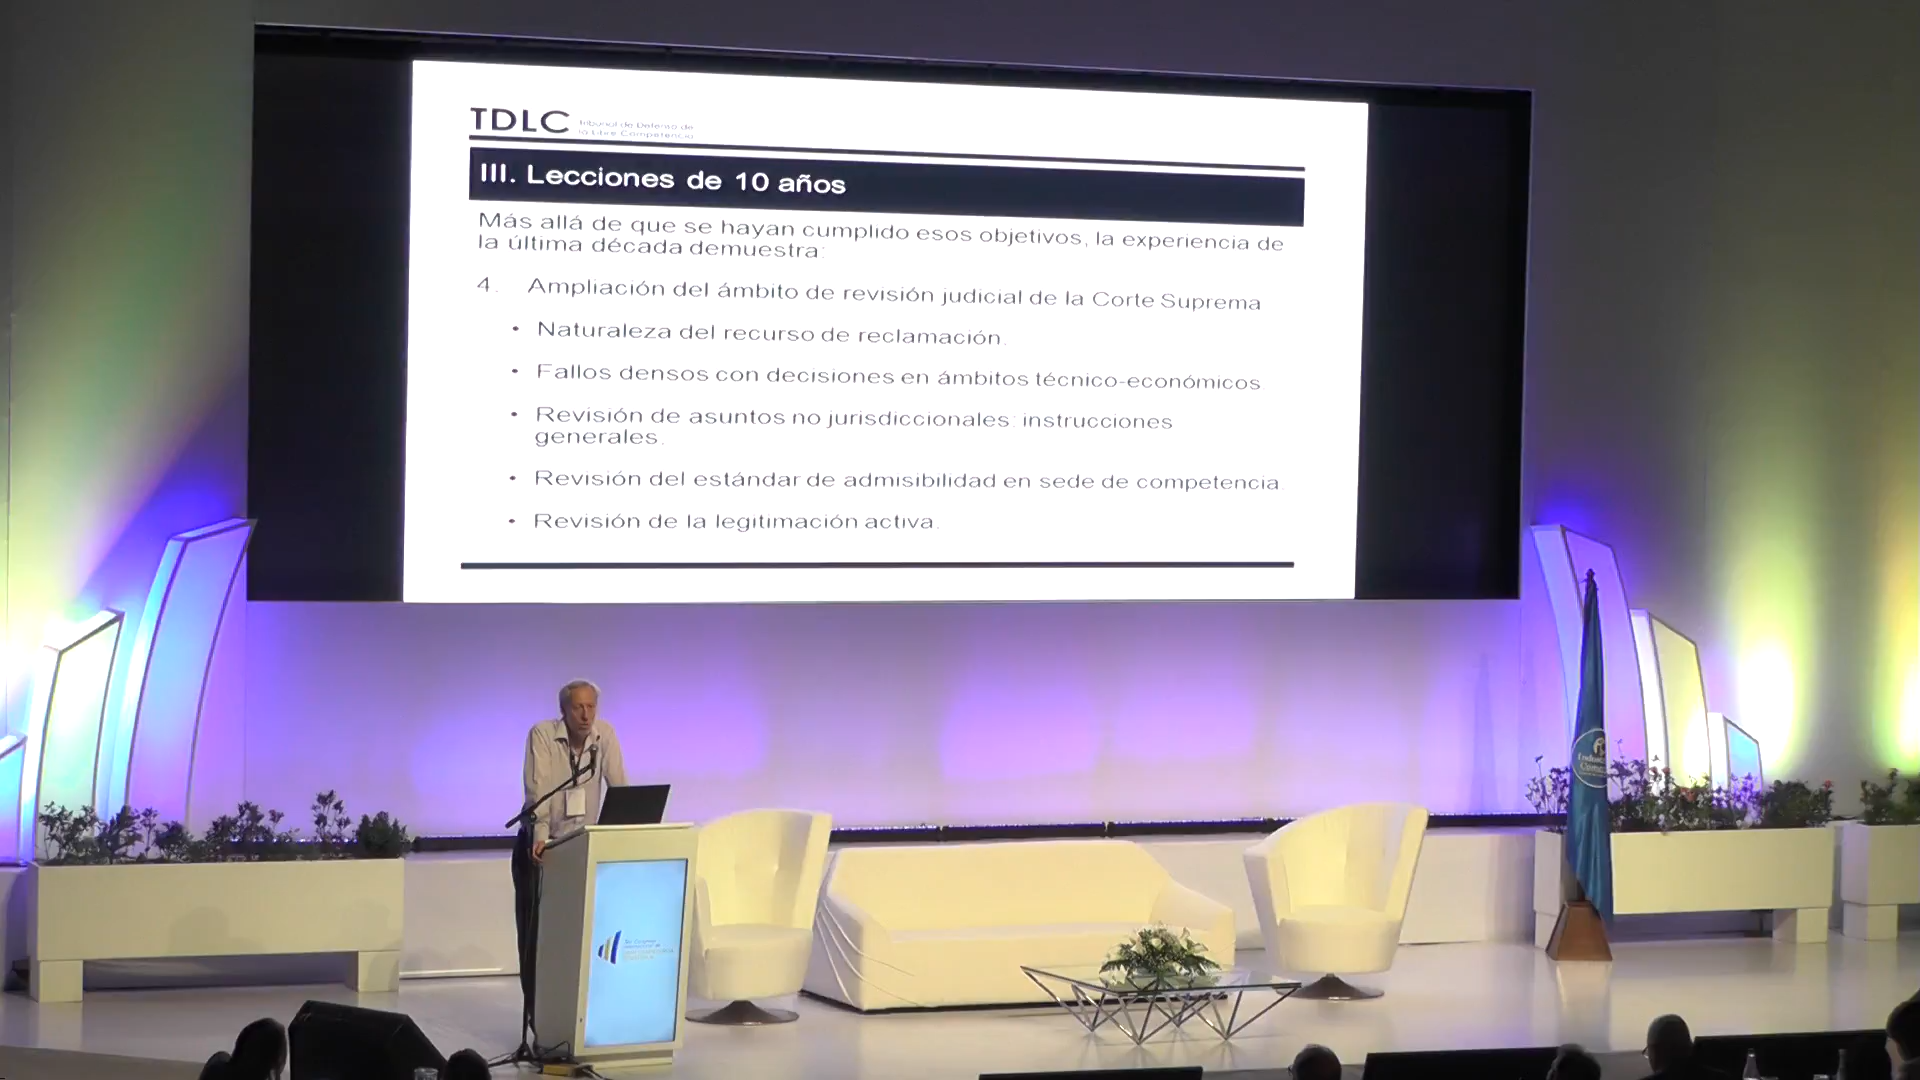 TDLC Tribunal de Defensa de
la Libre Competencia
III. Lecciones de 10 años
Más allá de que se hayan cumplido esos objetivos, la experiencia de
la última década demuestra:
4. Ampliación del ámbito de revisión judicial de la Corte Suprema
• Naturaleza del recurso de reclamación.
• Fallos densos con decisiones en ámbitos técnico-económicos
• Revisión de asuntos no jurisdiccionales: instrucciones
generales.
• Revisión del estándar de admisibilidad en sede de competencia.
• Revisión de la legitimación activa.